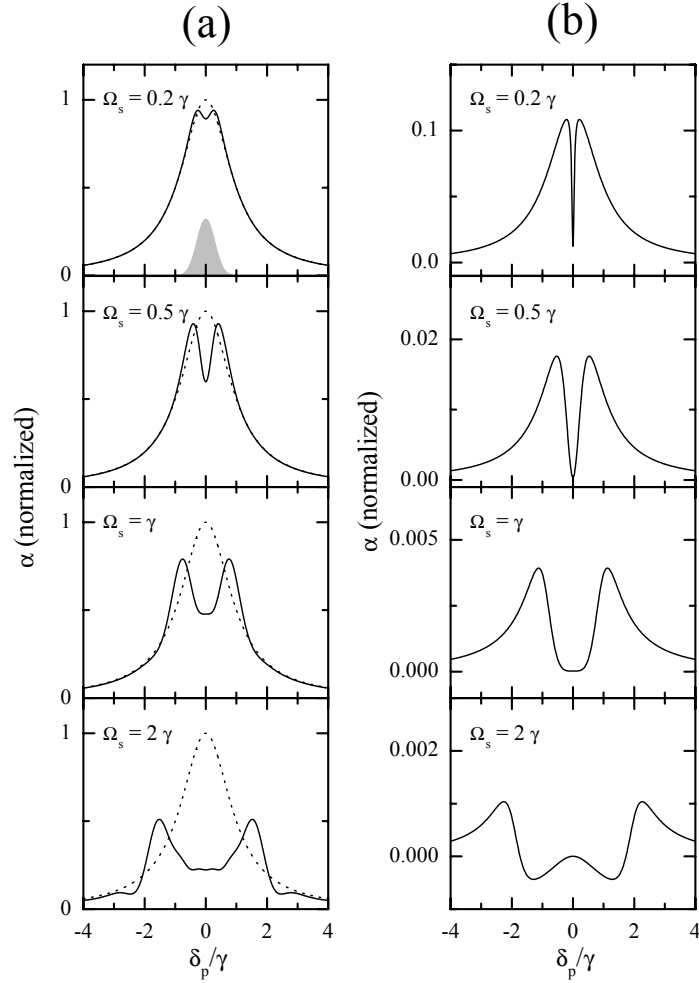 (a)
(b)
Ωs = 0.2 γ
1
0
Ωs = 0.2 γ
0.1
0.0
Ωs = 0.5 γ
1
0
Ωs = 0.5 γ
0.02
0.00
Ωs = γ
1
0
Ωs = γ
0.005
0.000
Ωs = 2 γ
1
0
Ωs = 2 γ
0.002
0.000
α (normalized)
α (normalized)
-4 -2 0 2 4
-4 -2 0 2 4
δp/γ
δp/γ